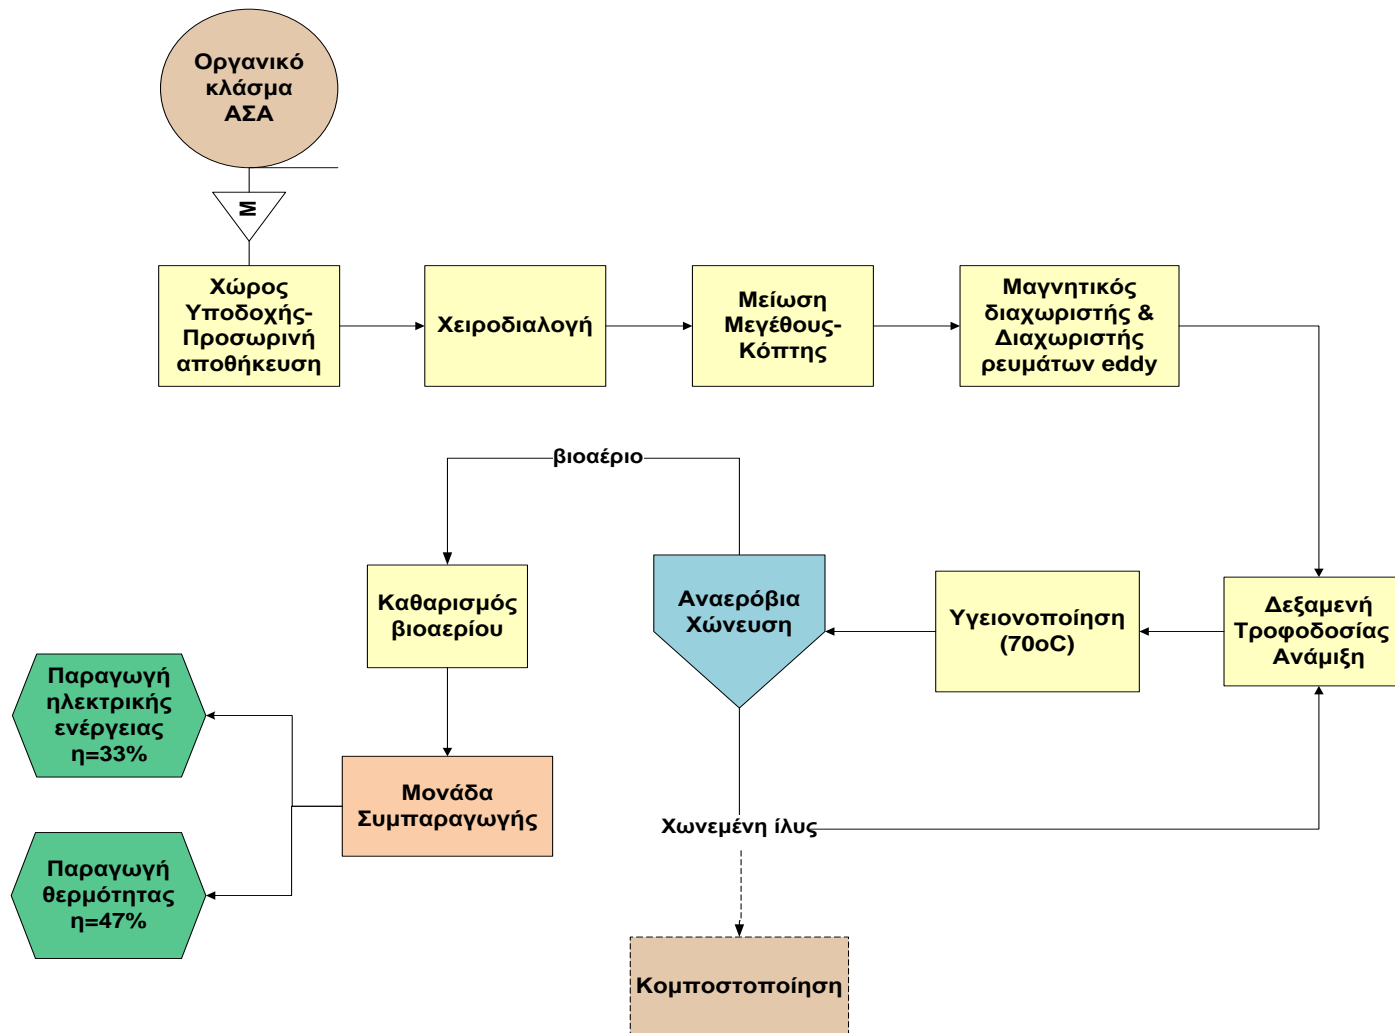 Οργανικό
κλάσμα
ΑΣΑ
Μ
Χώρος
Υποδοχής-
Προσωρινή
αποθήκευση
Χειροδιαλογή
Μείωση
Μεγέθους-
Κόπτης
Μαγνητικός
διαχωριστής &
Διαχωριστής
ρευμάτων eddy
βιοαέριο
Καθαρισμός
βιοαερίου
Αναερόβια
Χώνευση
Υγειονοποίηση
(70οC)
Δεξαμενή
Τροφοδοσίας
Ανάμιξη
Παραγωγή
ηλεκτρικής
ενέργειας
η=33%
Μονάδα
Συμπαραγωγής
Χωνεμένη ίλυς
Παραγωγή
θερμότητας
η=47%
Κομποστοποίηση